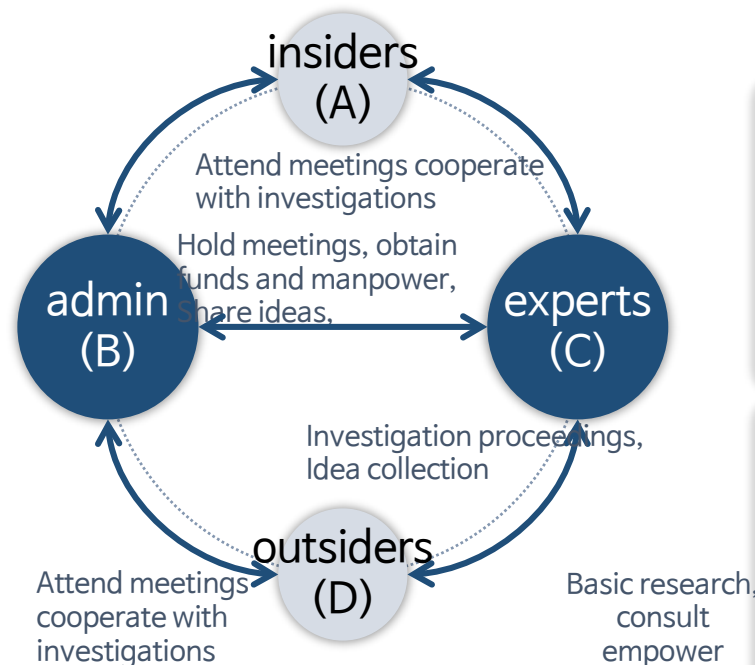 insiders
(A)
Attend meetings cooperate
with investigations
Hold meetings, obtain
funds and manpower,
Share ideas,
admin
(B)
experts
(C)
Investigation proceedings,
Idea collection
outsiders
(D)
Attend meetings
cooperate with
investigations
Basic research,
consult
empower